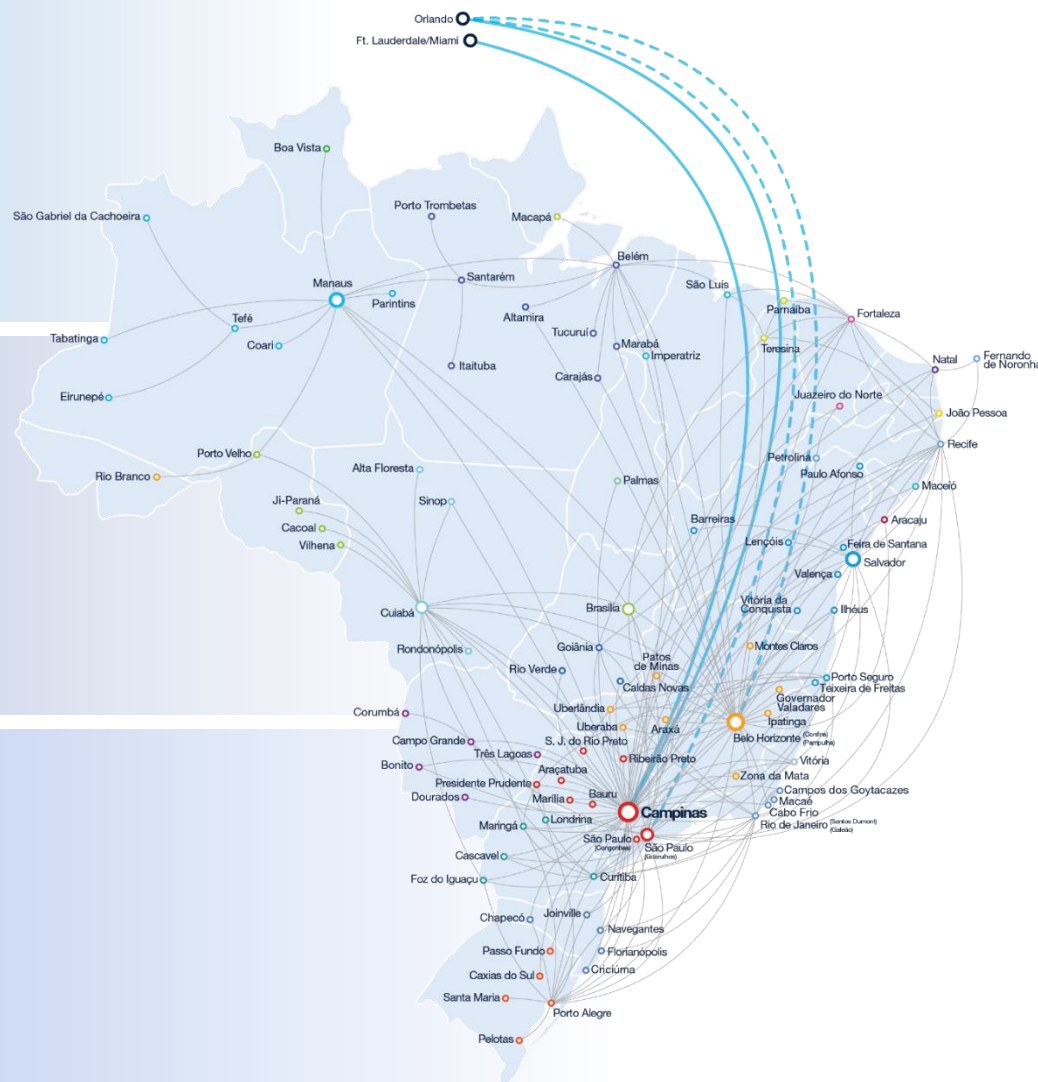 Orlando
Ft. Lauderdale/Miami
Boa Vista
São Gabriel da Cachoeira
Porto Trombetas
Macapá
Belém
Manaus
Santarém
São Luís
Parintins
Parnaíba
Altamira
Fortaleza
Tefé
Tucuruí
Tabatinga
Coari
Marabá
Teresina
Imperatriz
Natal
Fernando
de Noronha
Itaituba
Carajás
Eirunepé
Juazeiro do Norte
João Pessoa
Recife
Porto Velho
Petrolina
Alta Floresta
Paulo Afonso
Rio Branco
Palmas
Maceió
Ji-Paraná
Sinop
Barreiras
Aracaju
Cacoal
Vilhena
Lençóis
Feira de Santana
Salvador
Valença
Vitória da
Conquista
Ilhéus
Cuiabá
Brasília
Rondonópolis
Goiânia
Montes Claros
Patos
de Minas
Rio Verde
Caldas Novas
Porto Seguro
Teixeira de Freitas
Governador
Valadares
Corumbá
Uberlândia
Ipatinga
Uberaba
Araxá
Belo Horizonte (Confins)
(Pampulha)
Campo Grande
S. J. do Rio Preto
Três Lagoas
Ribeirão Preto
Vitória
Bonito
Araçatuba
Zona da Mata
Presidente Prudente
Campos dos Goytacazes
Dourados
Marília
Bauru
Macaé
Campinas
Cabo Frio
Maringá
Londrina
Rio de Janeiro (Santos Dumont)
(Galeão)
São Paulo
(Congonhas)
São Paulo
(Guarulhos)
Cascavel
Foz do Iguaçu
Curitiba
Chapecó
Joinville
Navegantes
Passo Fundo
Florianópolis
Caxias do Sul
Criciúma
Santa Maria
Porto Alegre
Pelotas